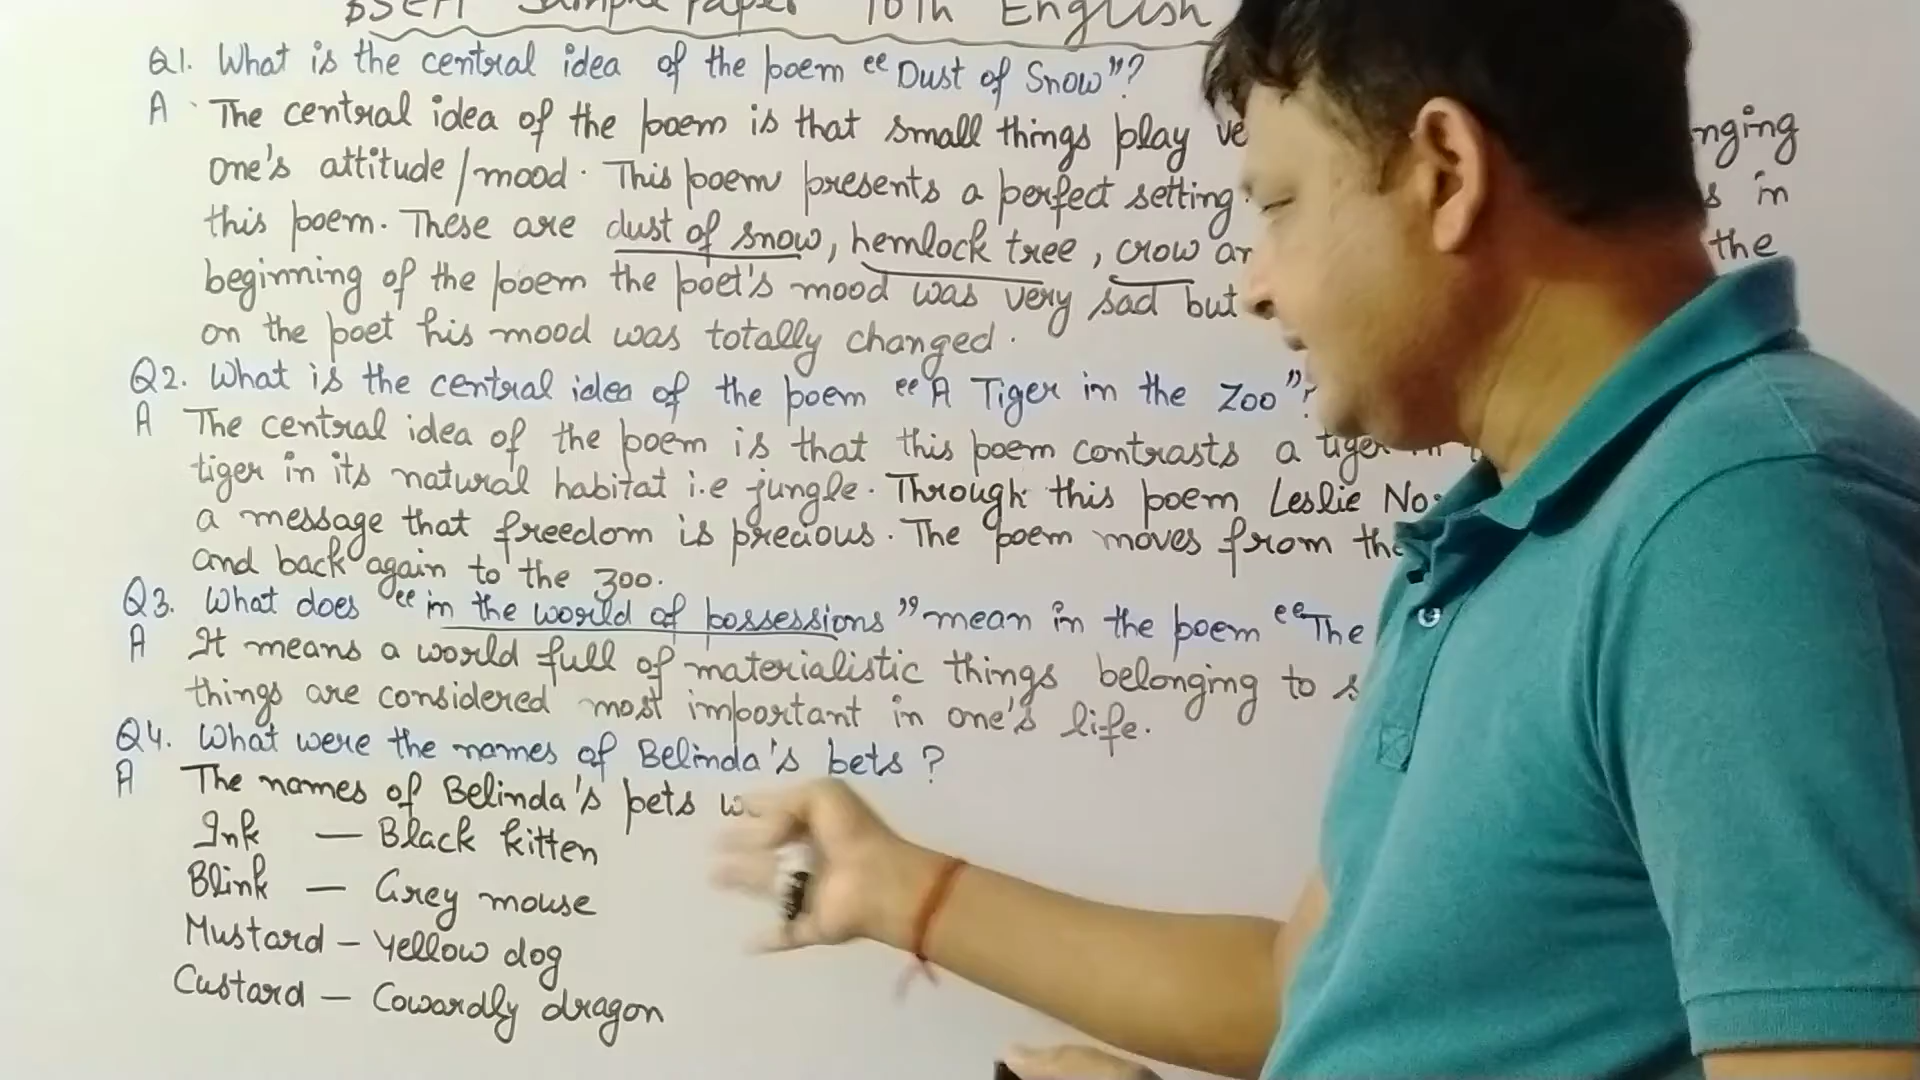 Sample Paper 10th English
Q1. What is the central idea of the poem “Dust of Snow”?
A The central idea of the poem is that small things play
nging
one's attitude/mood. This poem presents a perfect setting.
in
this poem. These are dust of snow, hemlock tree, crow
the
beginning of the poem the poet's mood was very sad but
on the poet his mood was totally changed.
Q2. What is the central idea of the poem “A Tiger in the Zoo”?
A The central idea of the poem is that this poem contrasts a tiger
tiger in its natural habitat i.e jungle. Through this poem Leslie
a message that freedom is precious. The poem moves from the
and back again to the zoo.
Q3. What does “in the world of possessions” mean in the poem “The
A It means a world full of materialistic things belonging to
things are considered most important in one's life.
Q4. What were the names of Belinda's pets?
A The names of Belinda's pets
Ink — Black kitten
Blink — Grey mouse
Mustard — Yellow dog
Custard — Cowardly dragon